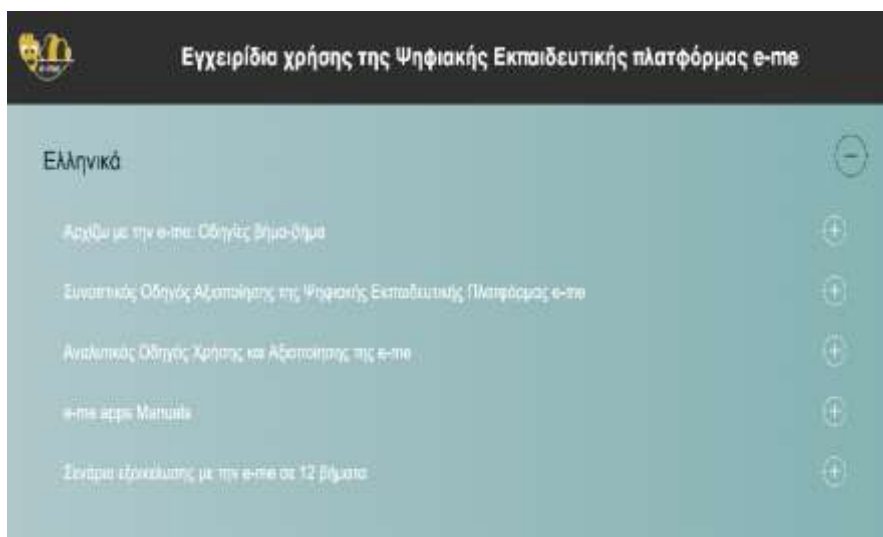 Εγχειρίδια χρήσης της Ψηφιακής Εκπαιδευτικής πλατφόρμας e-me
Ελληνικά
Αρχίζω με την e-me: Οδηγίες βήμα-βήμα
Συνοπτικός Οδηγός Αξιοποίησης της Ψηφιακής Εκπαιδευτικής Πλατφόρμας e-me
Αναλυτικός Οδηγός Χρήσης και Αξιοποίησης της e-me
e-me apps Manuals
Σενάρια εξοικείωσης με την e-me σε 12 βήματα